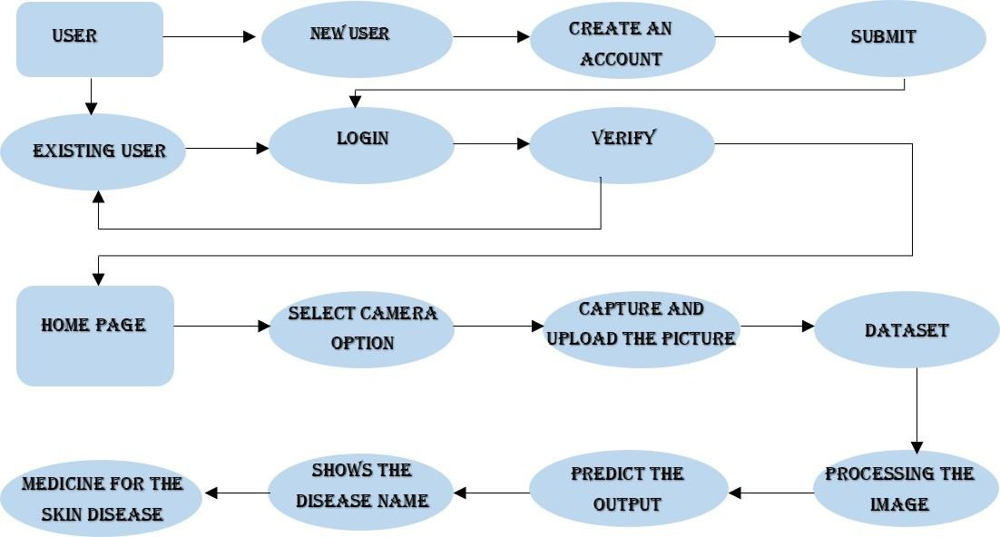 USER
NEW USER
CREATE AN
ACCOUNT
SUBMIT
EXISTING USER
LOGIN
VERIFY
HOME PAGE
SELECT CAMERA
OPTION
CAPTURE AND
UPLOAD THE PICTURE
DATASET
MEDICINE FOR THE
SKIN DISEASE
SHOWS THE
DISEASE NAME
PREDICT THE
OUTPUT
PROCESSING THE
IMAGE